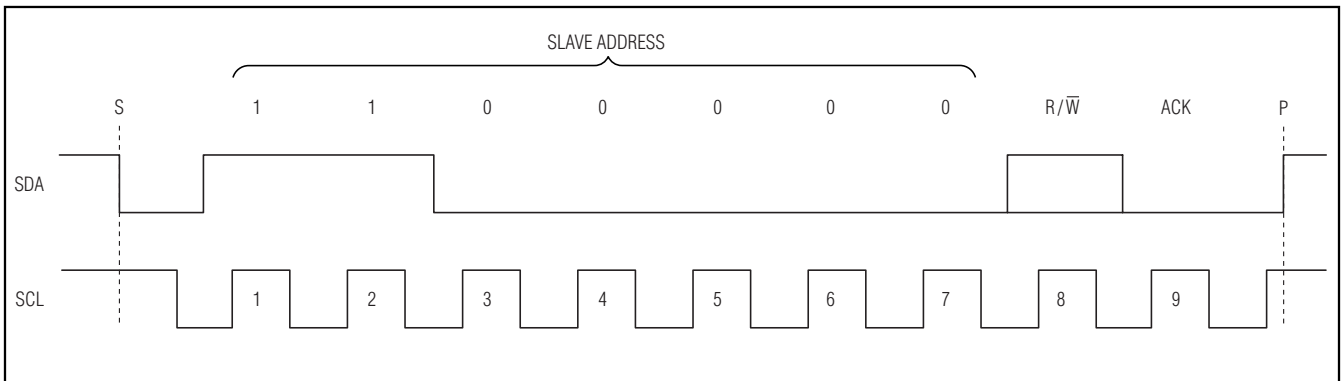 SLAVE ADDRESS
S 1 1 0 0 0 0 0 R/W̅ ACK P
SDA
SCL 1 2 3 4 5 6 7 8 9